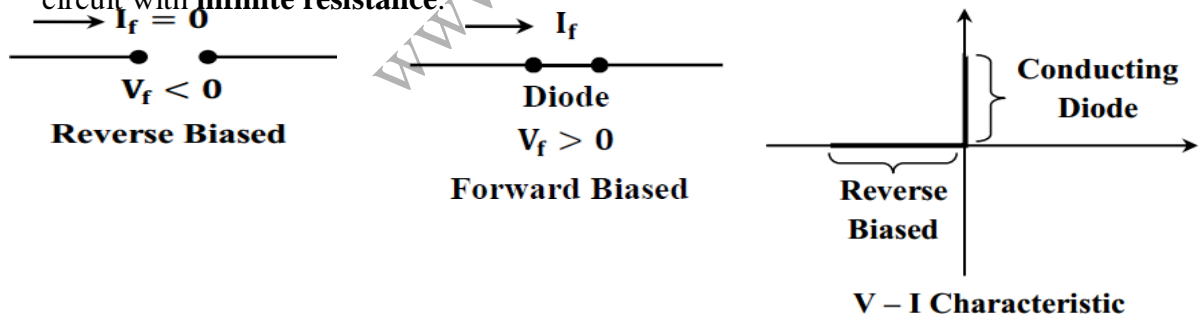 circuit with infinite resistance.
I_f = 0
V_f < 0
Reverse Biased
www
I_f
Diode
V_f > 0
Forward Biased
Conducting
Diode
Reverse
Biased
V – I Characteristic